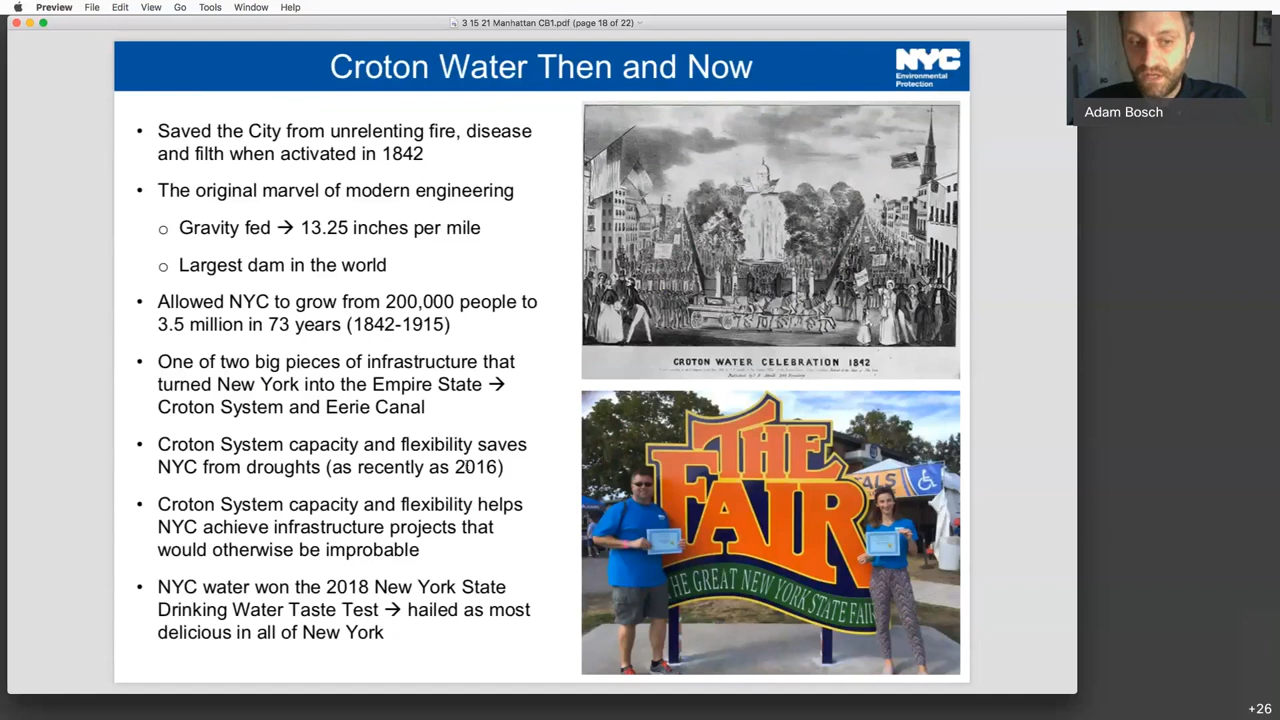 Preview File Edit View Go Tools Window Help
3 15 21 Manhattan CB1.pdf (page 18 of 22)
Croton Water Then and Now
NYC
Environmental
Protection
Adam Bosch
• Saved the City from unrelenting fire, disease
and filth when activated in 1842
• The original marvel of modern engineering
o Gravity fed → 13.25 inches per mile
o Largest dam in the world
• Allowed NYC to grow from 200,000 people to
3.5 million in 73 years (1842-1915)
• One of two big pieces of infrastructure that
turned New York into the Empire State →
Croton System and Eerie Canal
• Croton System capacity and flexibility saves
NYC from droughts (as recently as 2016)
• Croton System capacity and flexibility helps
NYC achieve infrastructure projects that
would otherwise be improbable
• NYC water won the 2018 New York State
Drinking Water Taste Test → hailed as most
delicious in all of New York
CROTON WATER CELEBRATION 1842
THE
FAIR
THE GREAT NEW YORK STATE FAIR
+26